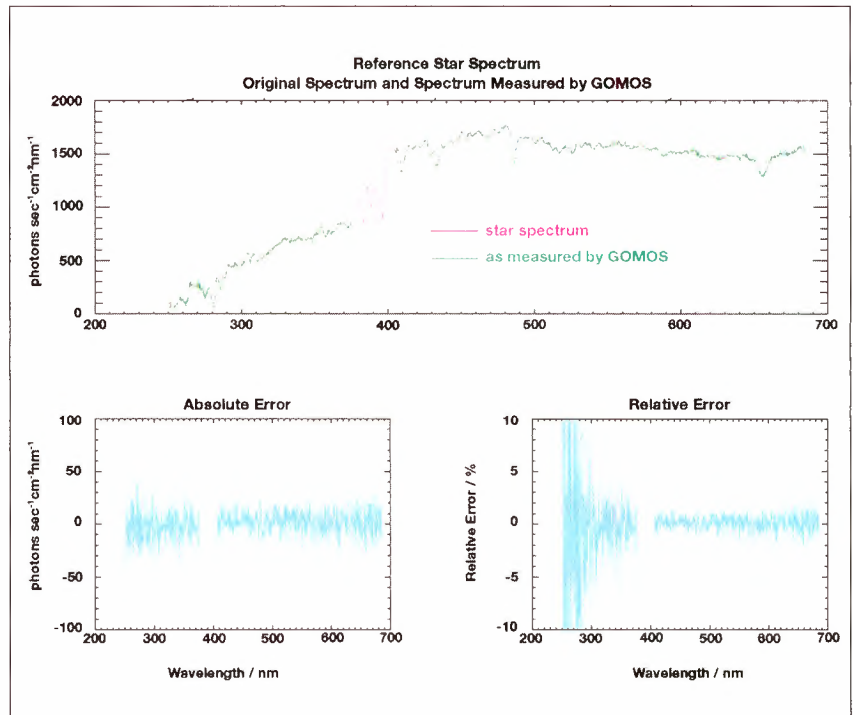 Reference Star Spectrum
Original Spectrum and Spectrum Measured by GOMOS
photons sec⁻¹cm⁻²nm⁻¹
2000
1500
1000
500
0
200 300 400 500 600 700
star spectrum
as measured by GOMOS
Absolute Error
photons sec⁻¹cm⁻²nm⁻¹
100
50
0
-50
-100
200 300 400 500 600 700
Wavelength / nm
Relative Error
Relative Error / %
10
5
0
-5
-10
200 300 400 500 600 700
Wavelength / nm